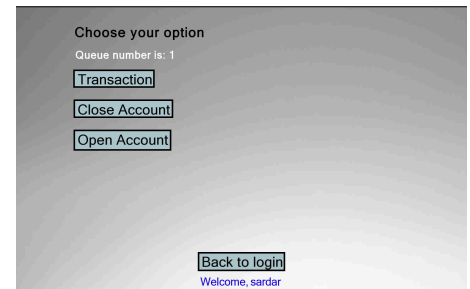 Choose your option
Queue number is: 1
Transaction
Close Account
Open Account
Back to login
Welcome, sardar